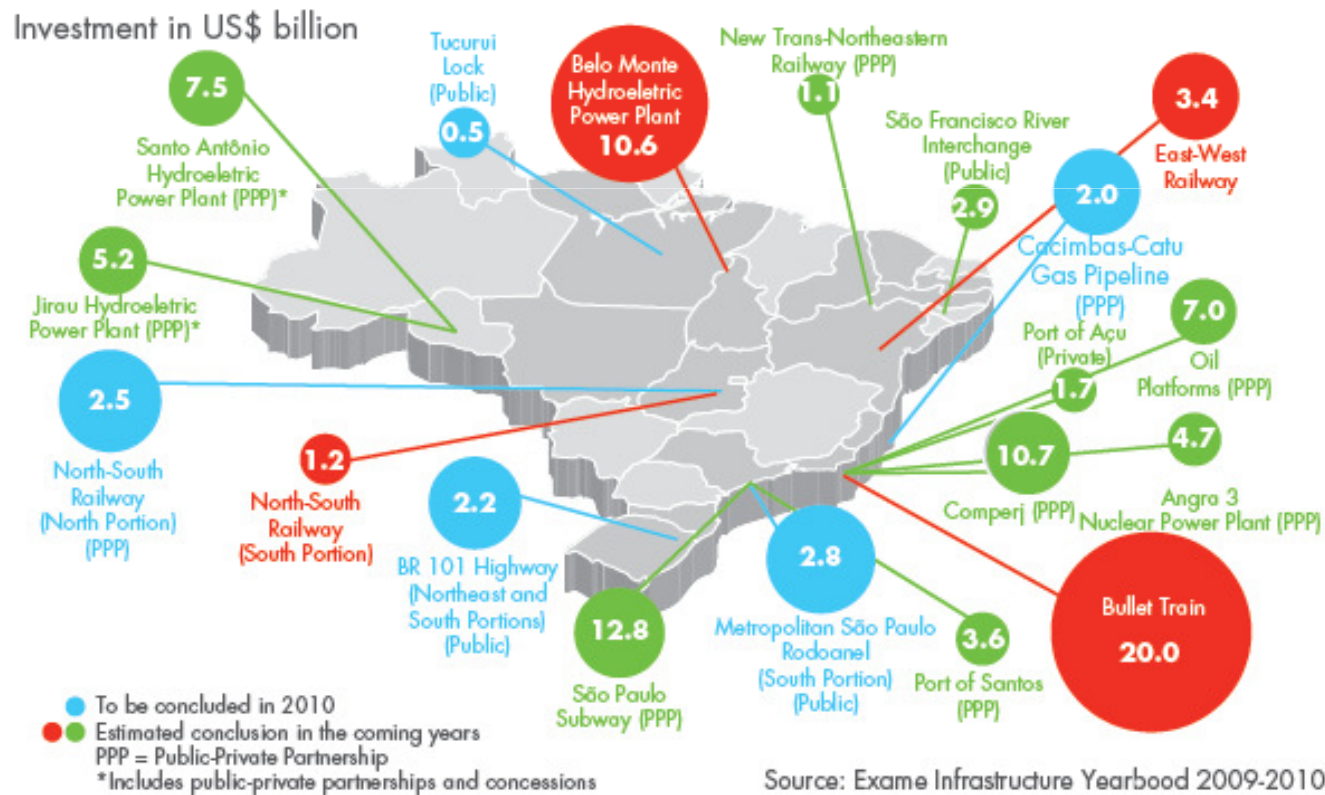 Investment in US$ billion
7.5
Santo Antônio
Hydroeletric
Power Plant (PPP)*
Tucurui
Lock
(Public)
0.5
Belo Monte
Hydroeletric
Power Plant
10.6
New Trans-Northeastern
Railway (PPP)
1.1
São Francisco River
Interchange
(Public)
2.9
3.4
East-West
Railway
2.0
Cacimbas-Catu
Gas Pipeline
(PPP)
5.2
Jirau Hydroeletric
Power Plant (PPP)*
7.0
Oil
Platforms (PPP)
Port of Açu
(Private)
1.7
2.5
North-South
Railway
(North Portion)
(PPP)
1.2
North-South
Railway
(South Portion)
2.2
BR 101 Highway
(Northeast and
South Portions)
(Public)
10.7
Comperj (PPP)
4.7
Angra 3
Nuclear Power Plant (PPP)
12.8
São Paulo
Subway (PPP)
2.8
Metropolitan São Paulo
Rodoanel
(South Portion)
(Public)
3.6
Port of Santos
(PPP)
Bullet Train
20.0
To be concluded in 2010
Estimated conclusion in the coming years
PPP = Public-Private Partnership
*Includes public-private partnerships and concessions
Source: Exame Infrastructure Yearbood 2009-2010